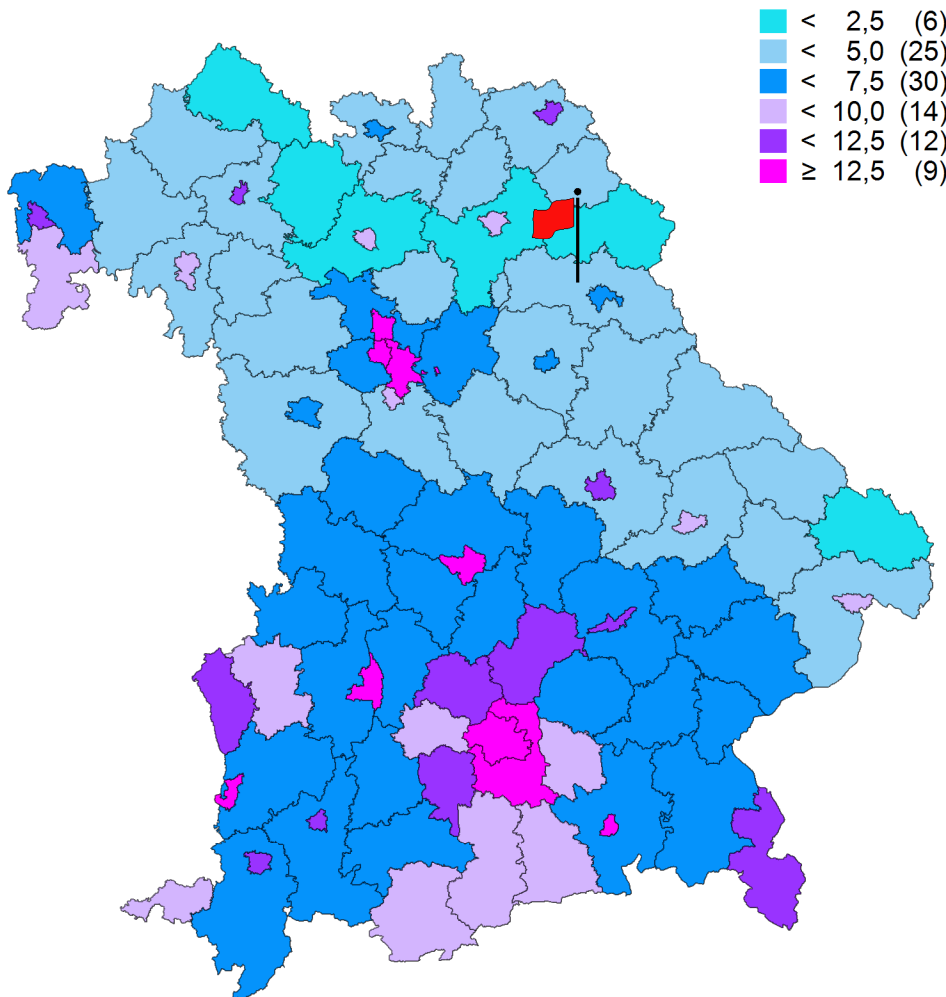 < 2,5 (6)
< 5,0 (25)
< 7,5 (30)
< 10,0 (14)
< 12,5 (12)
≥ 12,5 (9)